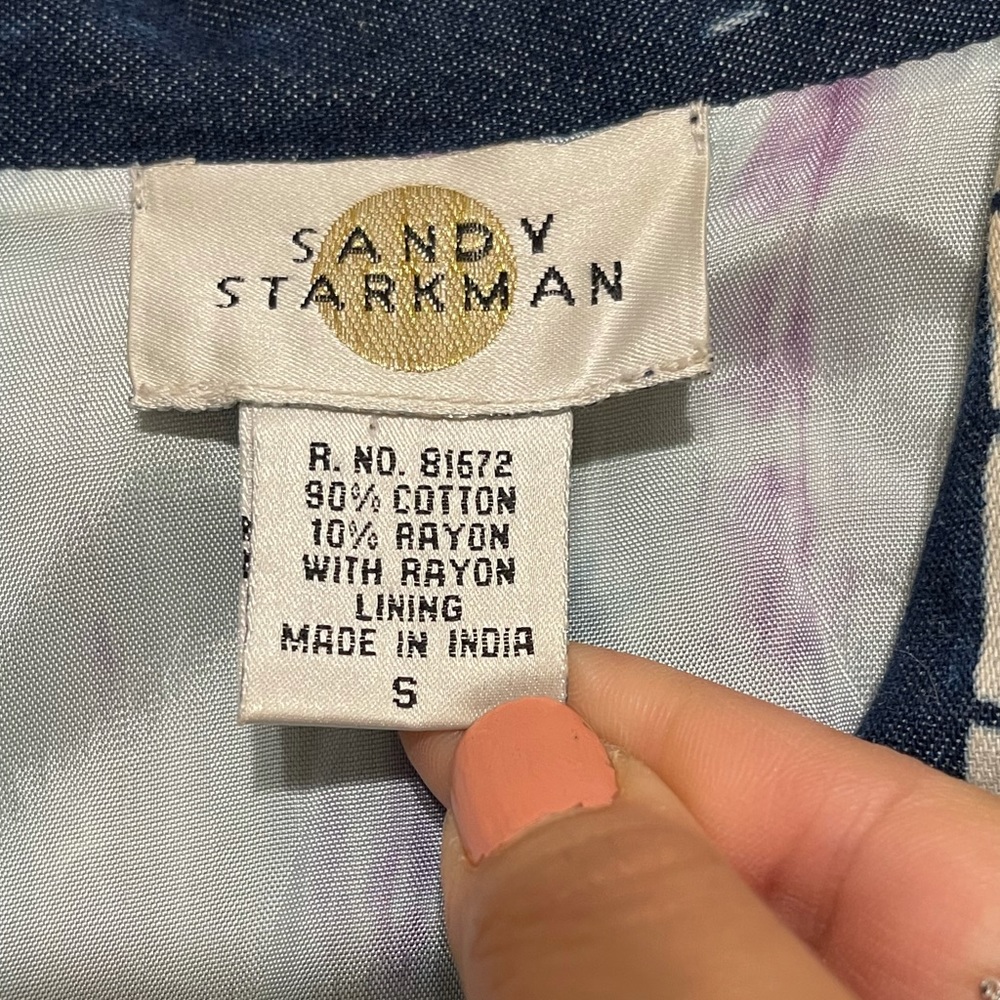 SANDY
STARKMAN
R. NO. 81672
90% COTTON
10% RAYON
WITH RAYON
LINING
MADE IN INDIA
S